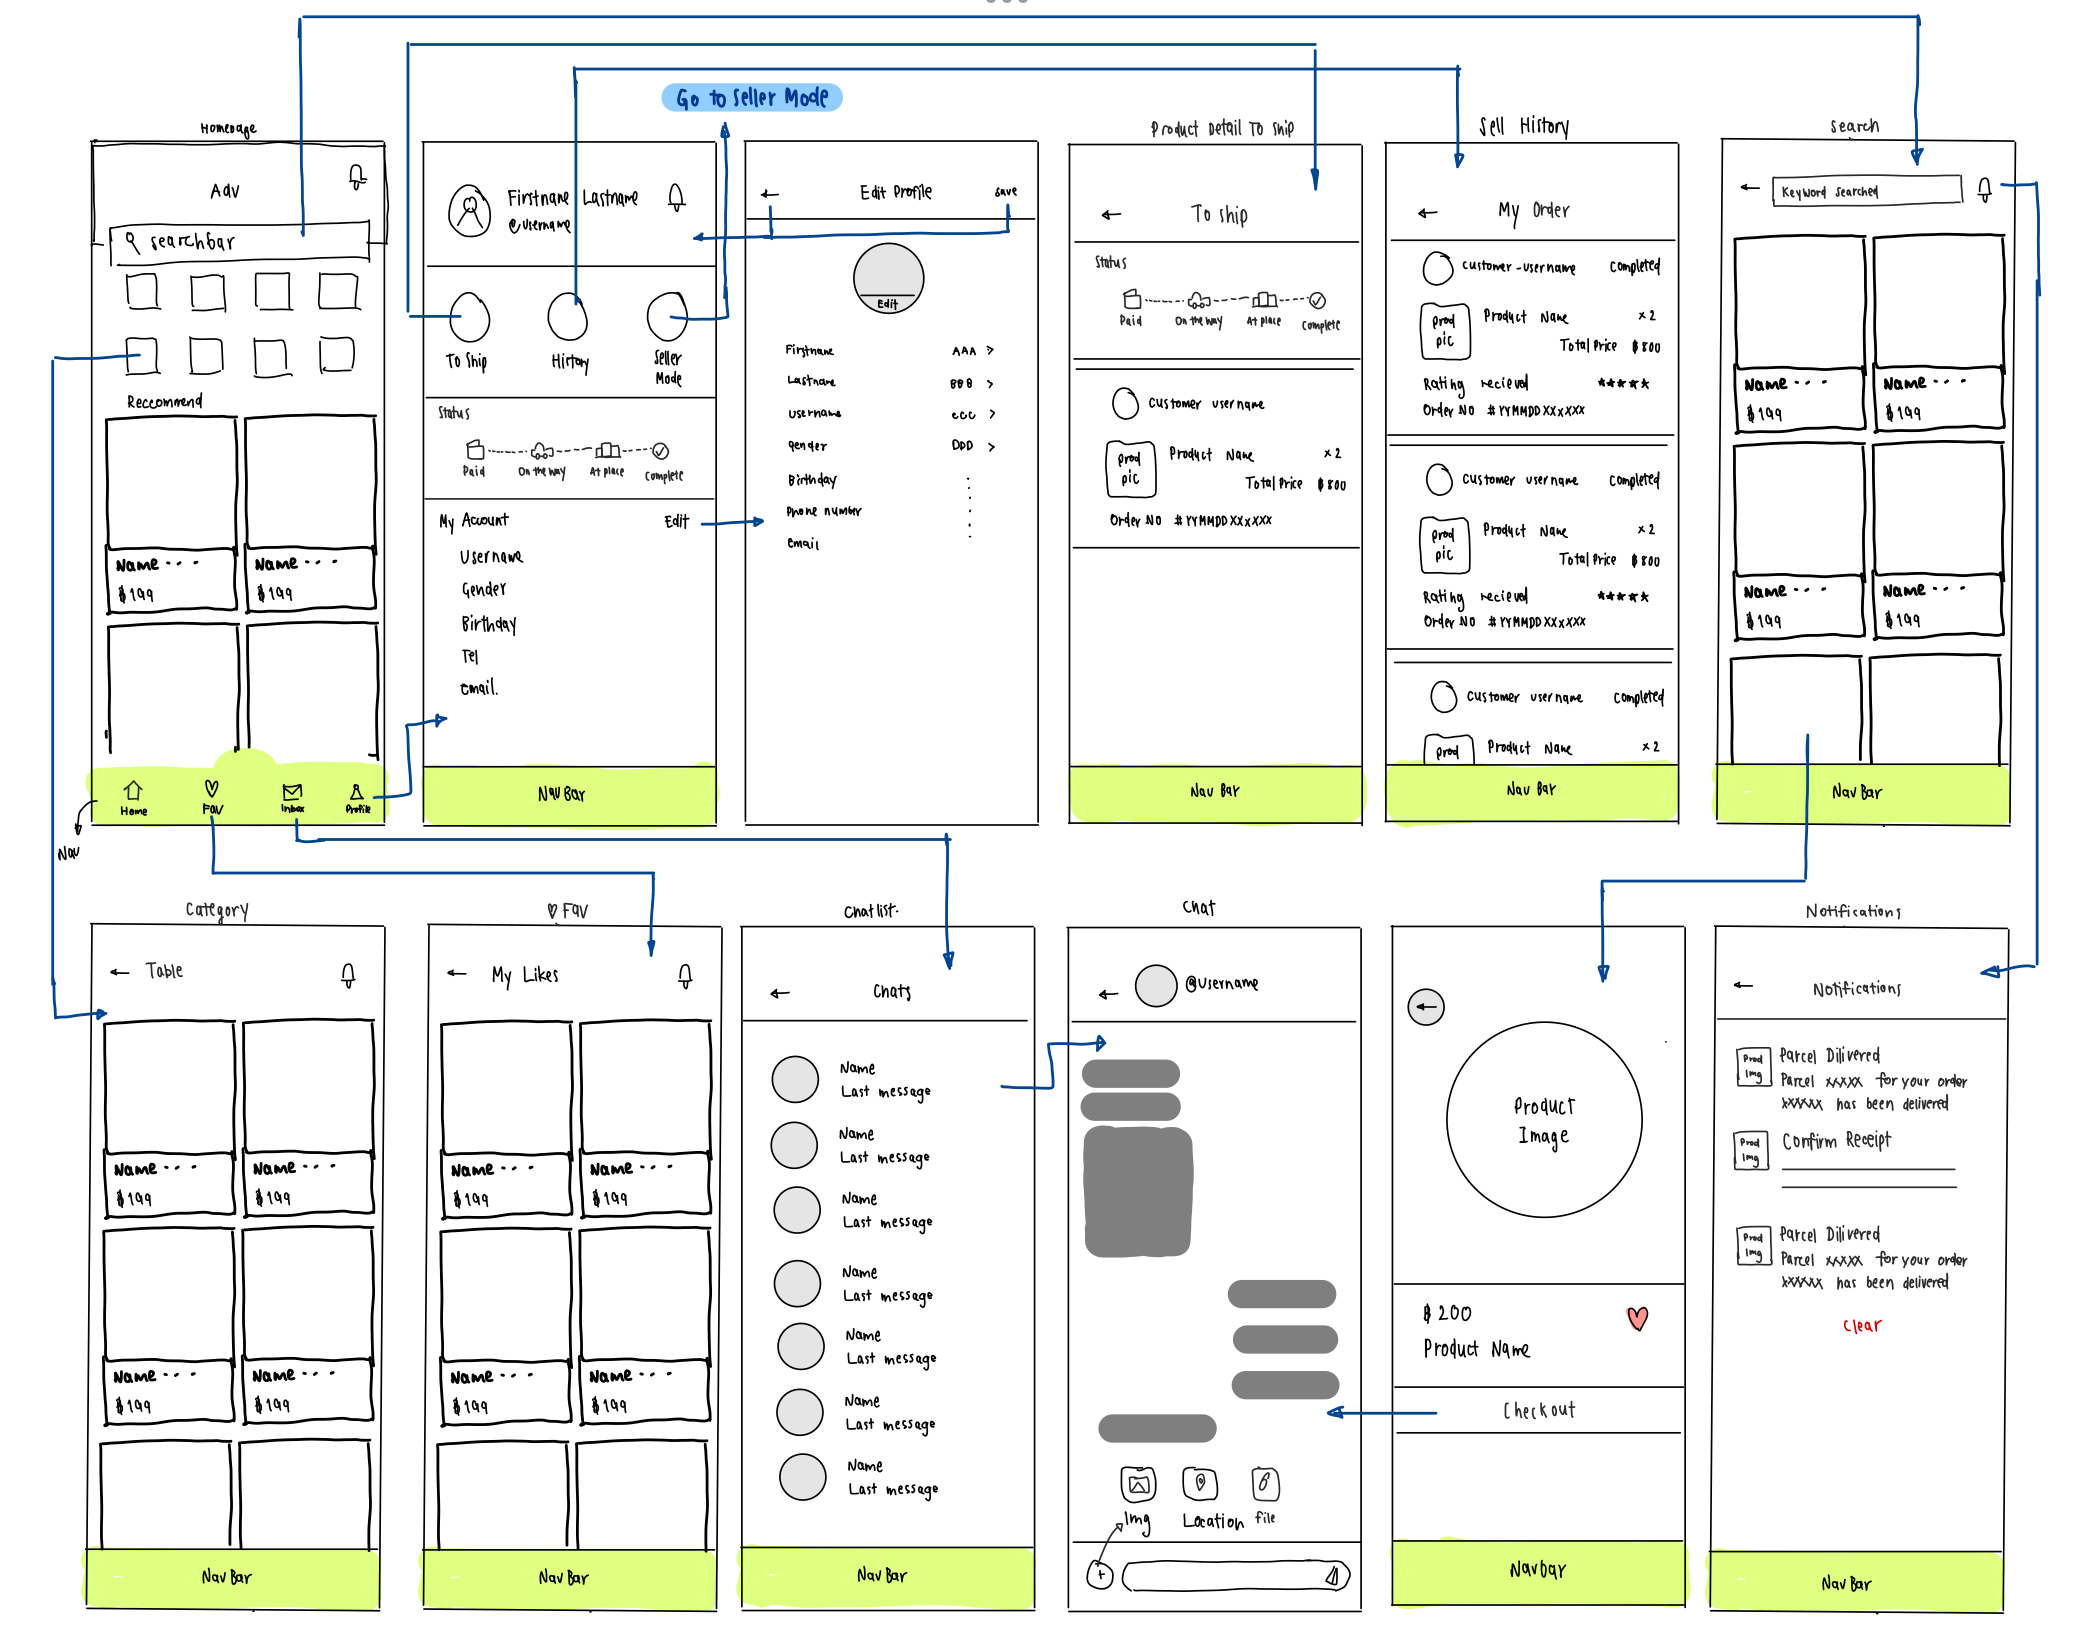 Go to Seller Mode
Homepage
Adv
searchbar
Reccommend
Name ...
฿199
Name ...
฿199
Home
Fav
Inbox
Profile
Nav
Firstname Lastname
@username
To Ship
History
Seller
Mode
Status
Paid
On the way
At place
Complete
My Account
Edit
Username
Gender
Birthday
Tel
email.
Nav Bar
Edit Profile
save
Edit
Firstname AAA >
Lastname BBB >
username ccc >
gender DDD >
Birthday
Phone number
email
Product Detail To Ship
To ship
Status
Paid
On the way
At place
Complete
Customer username
prod
pic
Product Name x2
Total Price ฿800
Order No #YYMMDDXXXXXX
Nav Bar
Sell History
My Order
customer-username Completed
prod
pic
Product Name x2
Total Price ฿800
Rating recieved ★★★★★
Order No #YYMMDDXXXXXX
Customer username Completed
prod
pic
Product Name x2
Total Price ฿800
Rating recieved ★★★★★
Order No #YYMMDDXXXXXX
Customer username Completed
prod
Product Name x2
Nav Bar
Search
Keyword searched
Name ...
฿199
Name ...
฿199
Name ...
฿199
Name ...
฿199
Nav Bar
Category
Table
Name ...
฿199
Name ...
฿199
Name ...
฿199
Name ...
฿199
Nav Bar
♡ Fav
My Likes
Name ...
฿199
Name ...
฿199
Name ...
฿199
Name ...
฿199
Nav Bar
Chatlist.
Chats
Name
Last message
Name
Last message
Name
Last message
Name
Last message
Name
Last message
Name
Last message
Name
Last message
Nav Bar
Chat
@Username
Img
Location
file
+
Product
Image
฿200
Product Name
Checkout
Navbar
Notifications
Notifications
Prod
Img
Parcel Dilivered
Parcel xxxxx for your order
xxxxxx has been delivered
Prod
Img
Confirm Receipt
Prod
Img
Parcel Dilivered
Parcel xxxxx for your order
xxxxxx has been delivered
Clear
Nav Bar